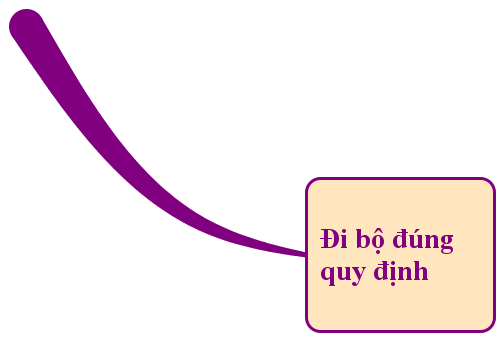 Đi bộ đúng
quy định